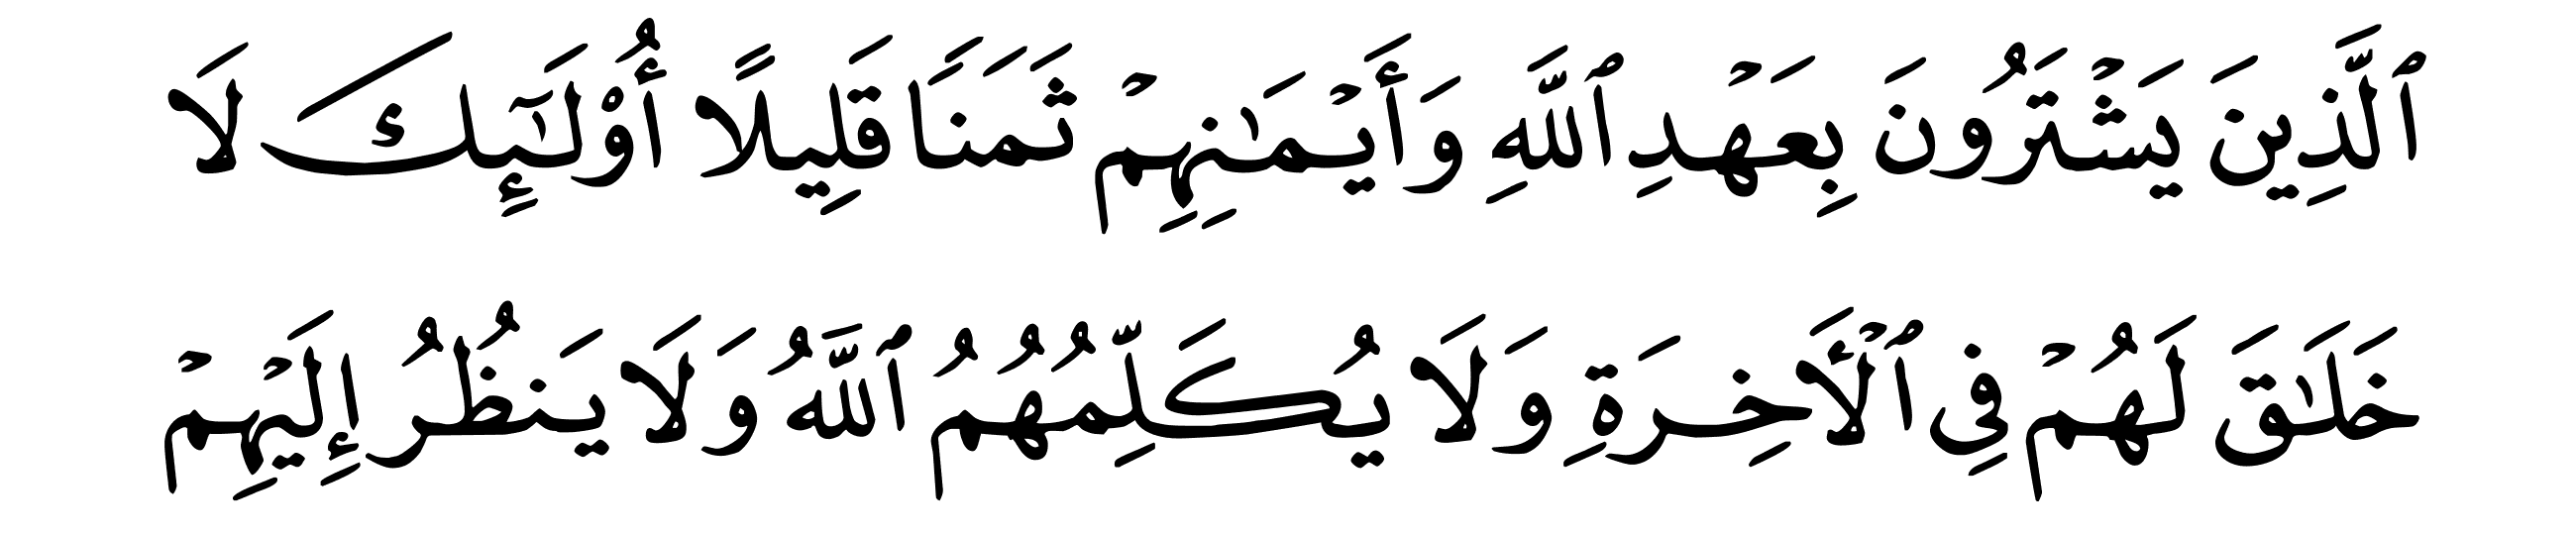 ٱلَّذِينَ يَشۡتَرُونَ بِعَهۡدِ ٱللَّهِ وَأَيۡمَٰنِهِمۡ ثَمَنًَا قَلِيلًا أُوْلَٰٓئِكَ لَا
خَلَٰقَ لَهُمۡ فِي ٱلۡأَخِرَةِ وَلَا يُكَلِّمُهُمُ ٱللَّهُ وَلَا يَنظُرُ إِلَيۡهِمۡ